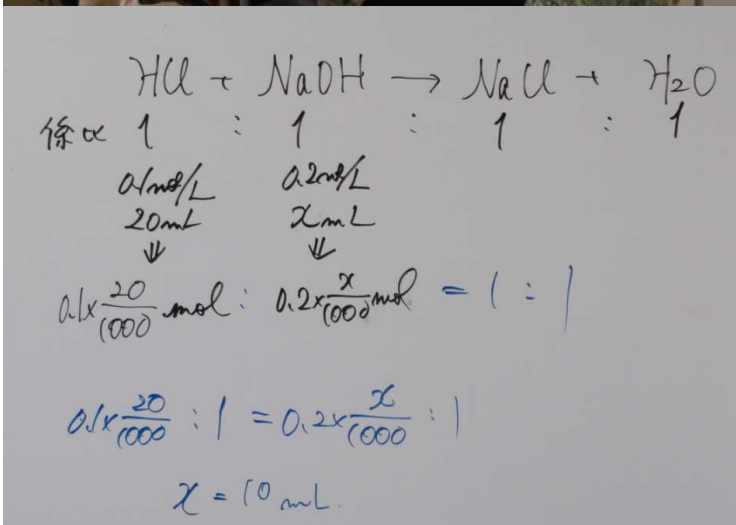 HCl + NaOH → NaCl + H₂O
係比 1 : 1 : 1 : 1
0.1mol/L 0.2mol/L
20mL xmL
⇓ ⇓
0.1×20/1000 mol : 0.2×x/1000 mol = 1 : 1
0.1×20/1000 : 1 = 0.2×x/1000 : 1
x = 10 mL.